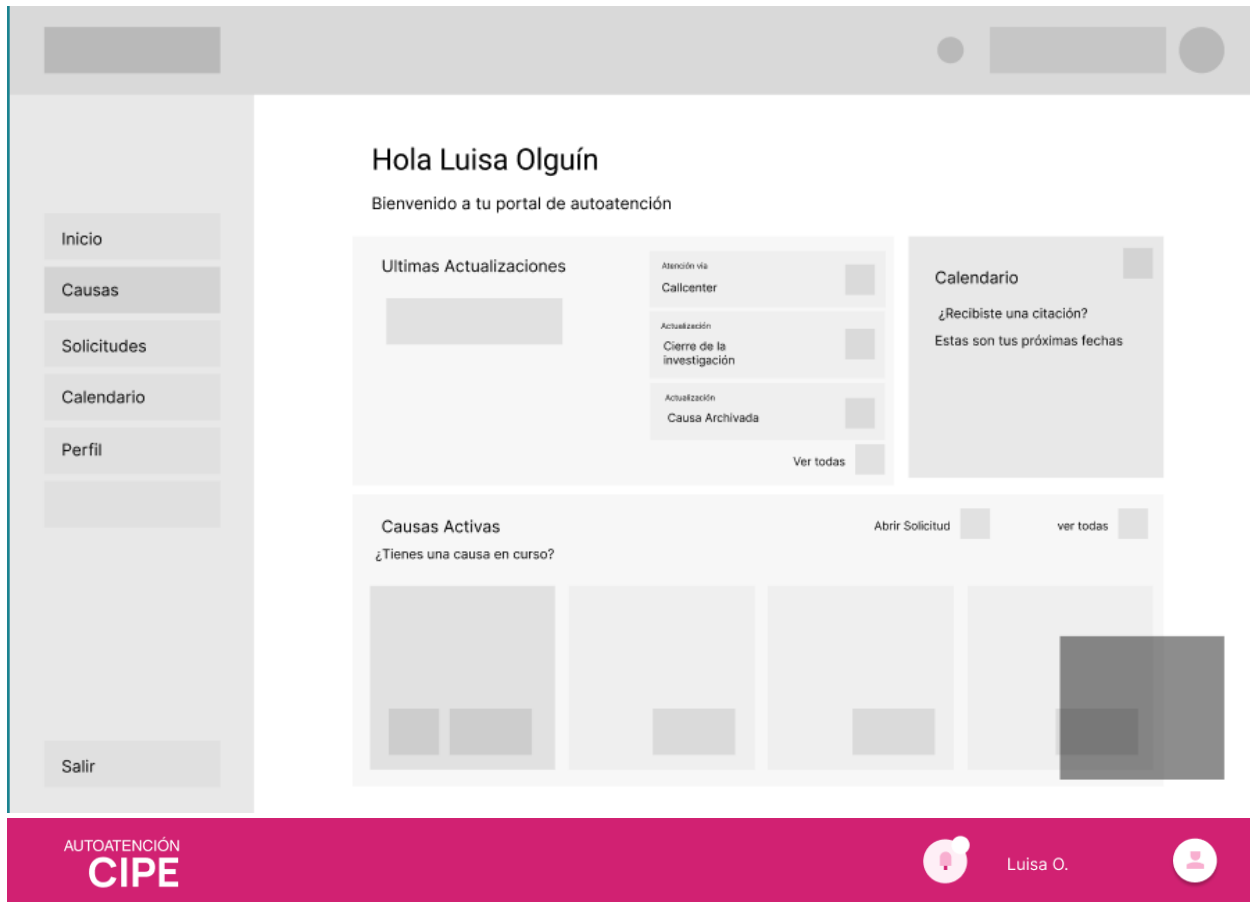 Hola Luisa Olguín
Bienvenido a tu portal de autoatención
Inicio
Causas
Solicitudes
Calendario
Perfil
Salir
Ultimas Actualizaciones
Atención vía
Callcenter
Actualización
Cierre de la
investigación
Actualización
Causa Archivada
Ver todas
Calendario
¿Recibiste una citación?
Estas son tus próximas fechas
Causas Activas
¿Tienes una causa en curso?
Abrir Solicitud
ver todas
AUTOATENCIÓN
CIPE
Luisa O.